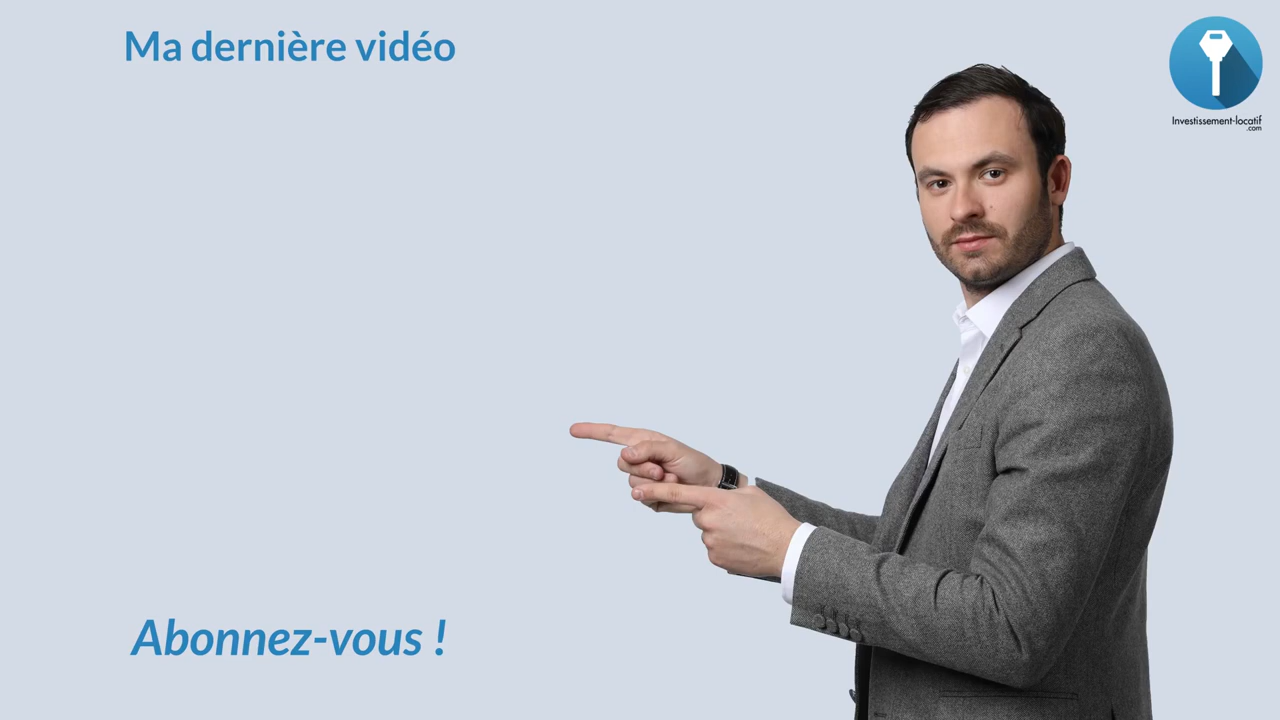 Ma dernière vidéo
Investissement-locatif
.com
Abonnez-vous !